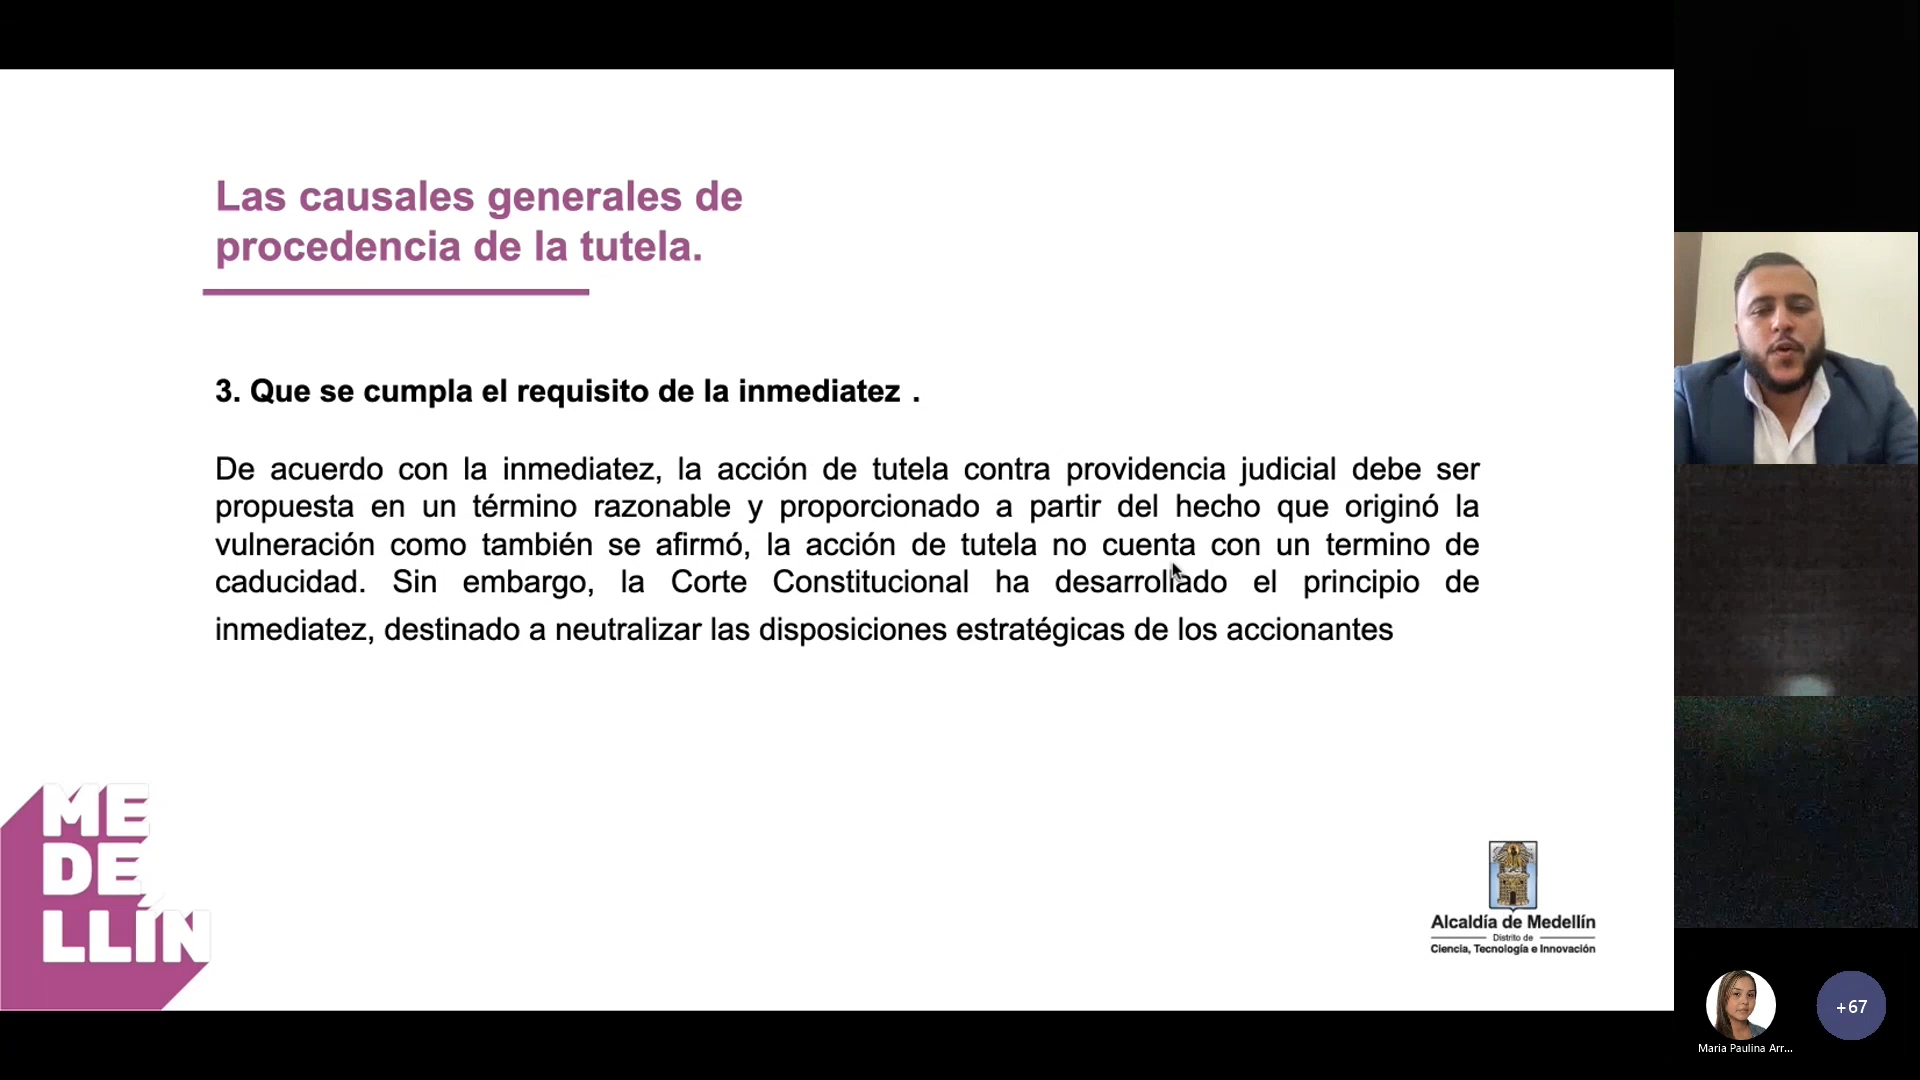 Las causales generales de
procedencia de la tutela.
3. Que se cumpla el requisito de la inmediatez .
De acuerdo con la inmediatez, la acción de tutela contra providencia judicial debe ser
propuesta en un término razonable y proporcionado a partir del hecho que originó la
vulneración como también se afirmó, la acción de tutela no cuenta con un termino de
caducidad. Sin embargo, la Corte Constitucional ha desarrollado el principio de
inmediatez, destinado a neutralizar las disposiciones estratégicas de los accionantes
ME
DE
LLÍN
Alcaldía de Medellín
Distrito de
Ciencia, Tecnología e Innovación
+67
Maria Paulina Arr...